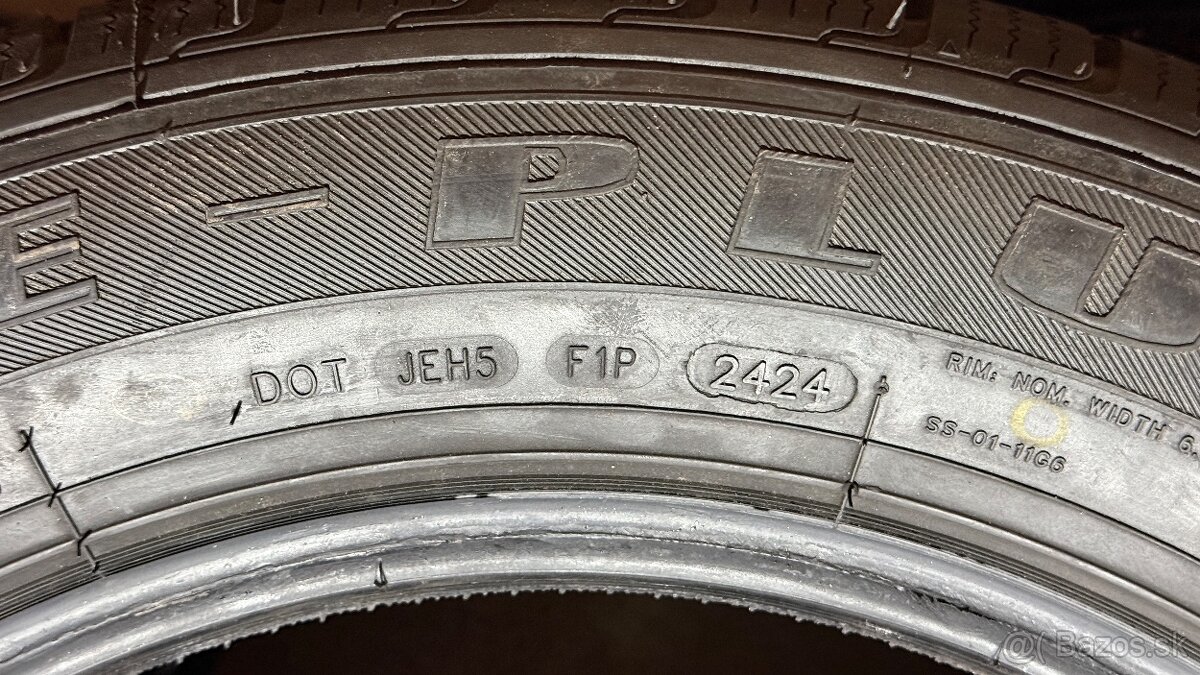 E-PLU
DOT JEH5 F1P 2424
RIM: NOM. WIDTH 6.
SS-01-11G6
@( Bazos.sk